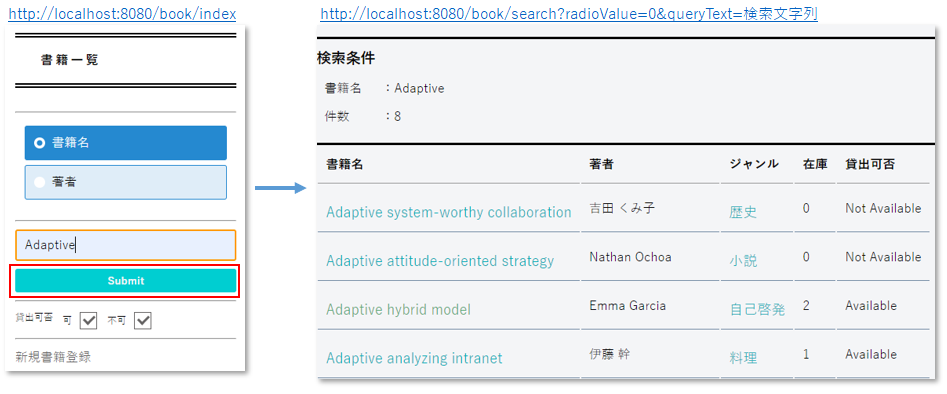 http://localhost:8080/book/index
書籍一覧
書籍名
著者
Adaptive
Submit
貸出可否 可 不可
新規書籍登録
http://localhost:8080/book/search?radioValue=0&queryText=検索文字列
検索条件
書籍名 : Adaptive
件数 : 8
書籍名 著者 ジャンル 在庫 貸出可否
Adaptive system-worthy collaboration 吉田 くみ子 歴史 0 Not Available
Adaptive attitude-oriented strategy Nathan Ochoa 小説 0 Not Available
Adaptive hybrid model Emma Garcia 自己啓発 2 Available
Adaptive analyzing intranet 伊藤 幹 料理 1 Available